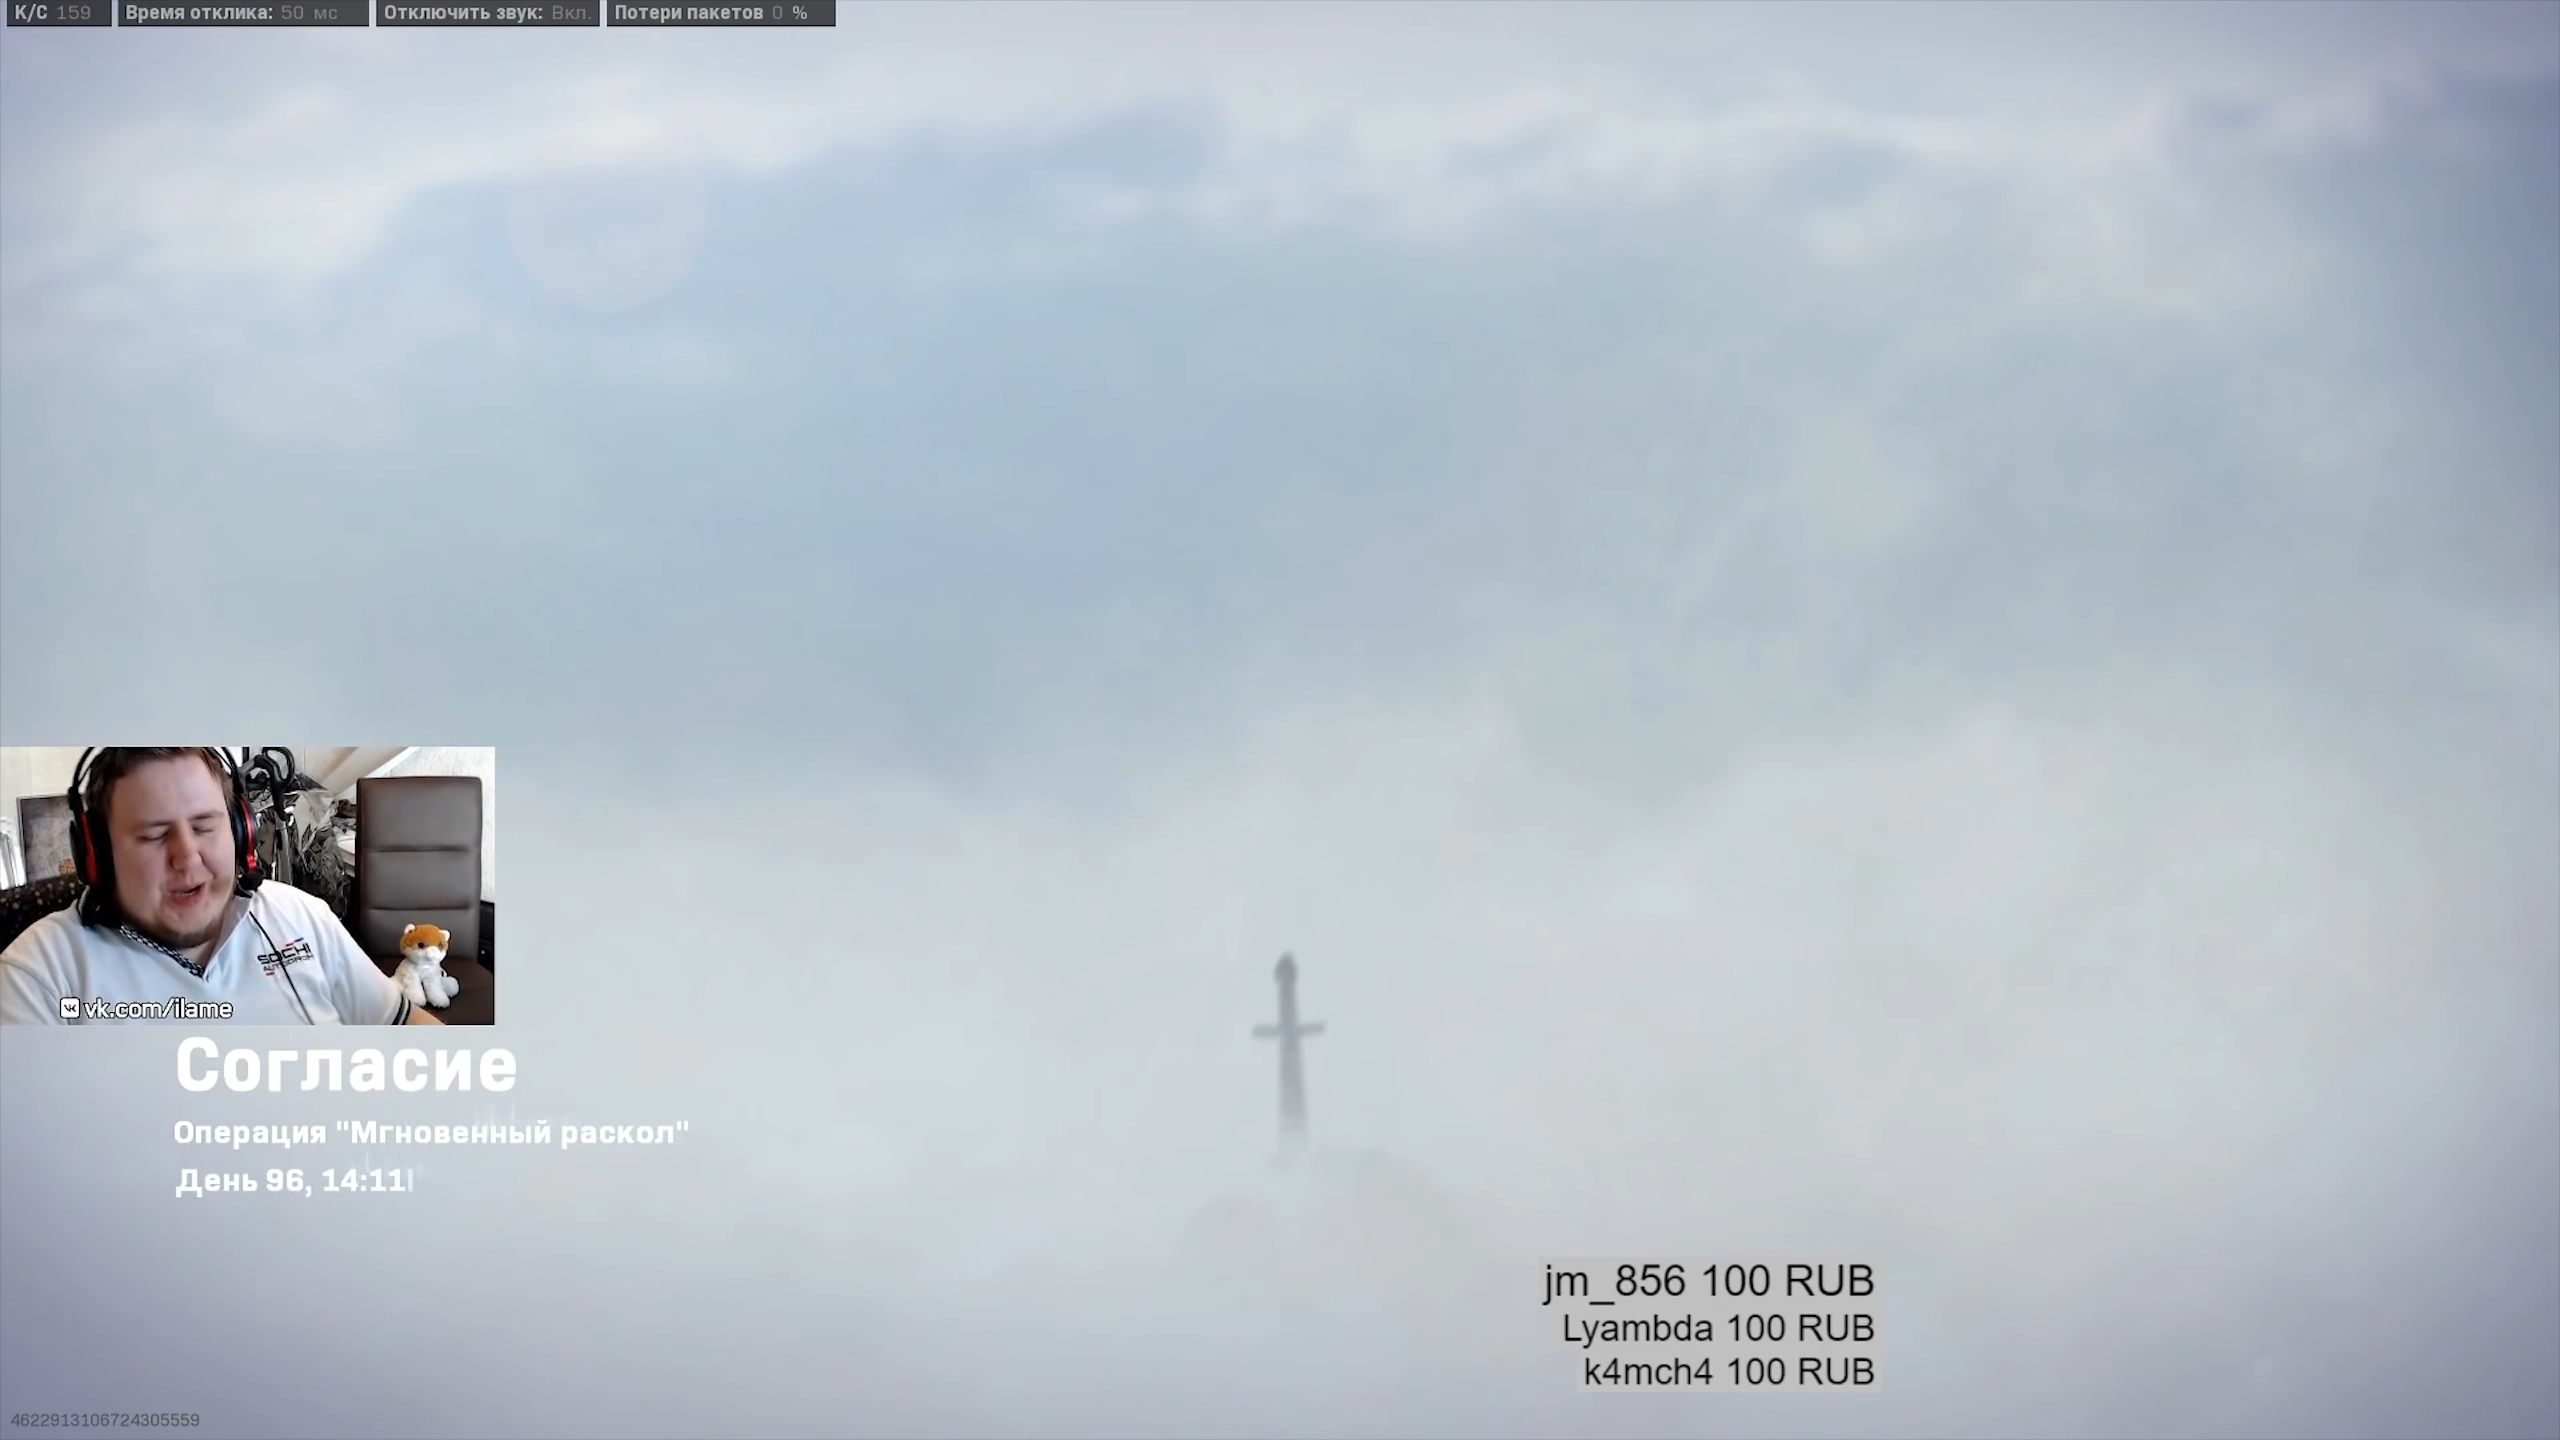 К/С 159 Время отклика: 50 мс Отключить звук: Вкл. Потери пакетов 0 %
SOCHI
AUTODROM
vk.com/ilame
Согласие
Операция "Мгновенный раскол"
День 96, 14:11
jm_856 100 RUB
Lyambda 100 RUB
k4mch4 100 RUB
4622913106724305559